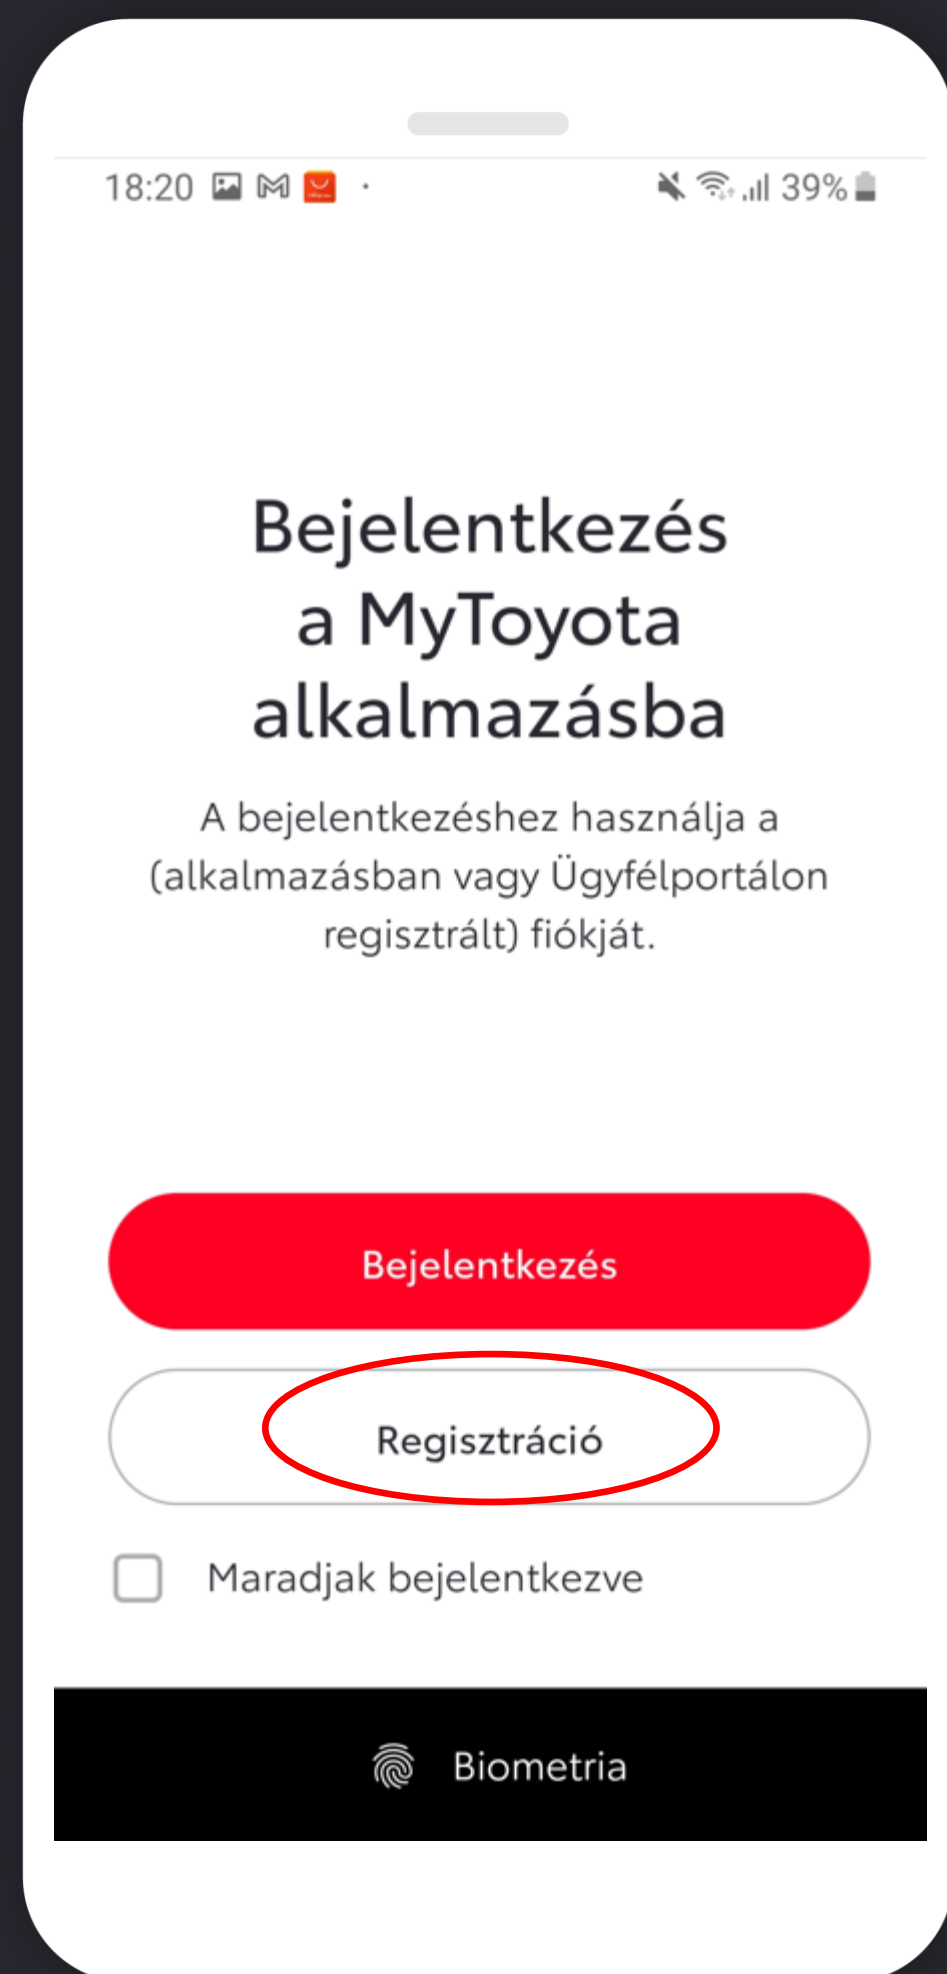 18:20 39%
Bejelentkezés
a MyToyota
alkalmazásba
A bejelentkezéshez használja a
(alkalmazásban vagy Ügyfélportálon
regisztrált) fiókját.
Bejelentkezés
Regisztráció
Maradjak bejelentkezve
Biometria